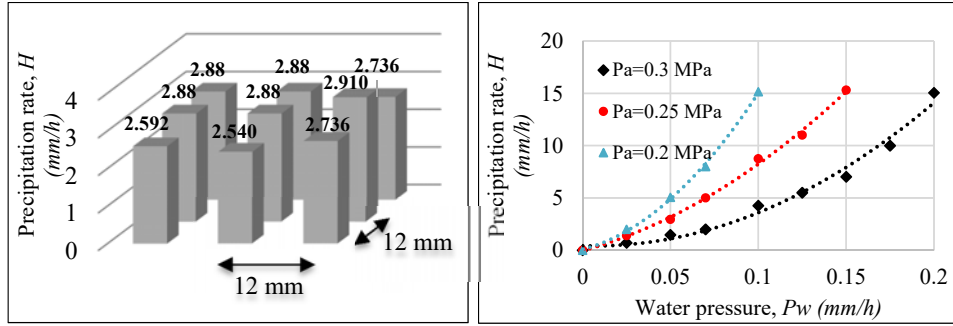 Precipitation rate, H
(mm/h)
4
3
2
1
0
2.88
2.88
2.736
2.88
2.88
2.910
2.592
2.540
2.736
12 mm
12 mm
Precipitation rate, H
(mm/h)
20
15
10
5
0
Pa=0.3 MPa
Pa=0.25 MPa
Pa=0.2 MPa
0
0.05
0.1
0.15
0.2
Water pressure, Pw (mm/h)